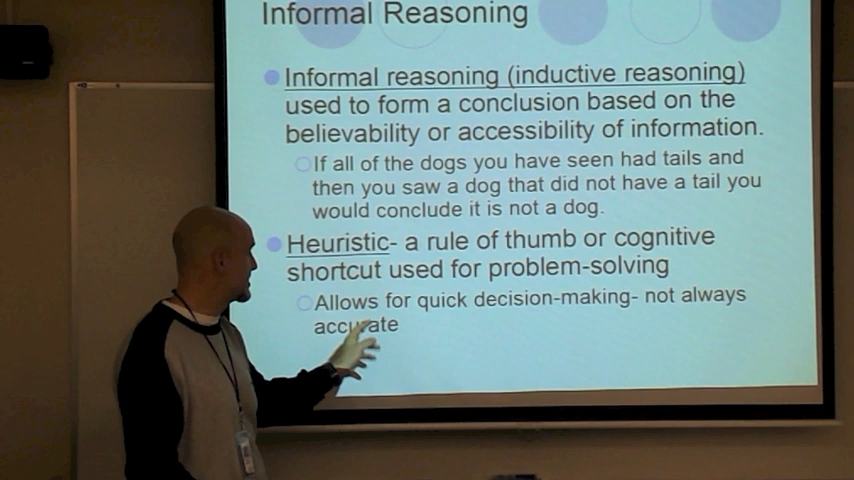 Informal Reasoning
Informal reasoning (inductive reasoning)
used to form a conclusion based on the
believability or accessibility of information.
If all of the dogs you have seen had tails and
then you saw a dog that did not have a tail you
would conclude it is not a dog.
Heuristic- a rule of thumb or cognitive
shortcut used for problem-solving
Allows for quick decision-making- not always
accurate